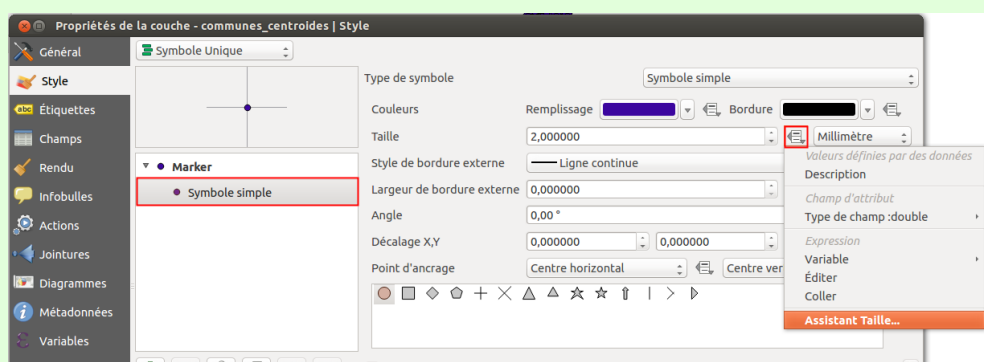 Propriétés de la couche - communes_centroides | Style
Général
Style
abc Étiquettes
Champs
Rendu
Infobulles
Actions
Jointures
Diagrammes
Métadonnées
Variables
Symbole Unique
Marker
Symbole simple
Type de symbole Symbole simple
Couleurs Remplissage Bordure
Taille 2,000000 Millimètre
Style de bordure externe Ligne continue
Largeur de bordure externe 0,000000
Angle 0,00 °
Décalage X,Y 0,000000 0,000000
Point d'ancrage Centre horizontal Centre ver
Valeurs définies par des données
Description
Champ d'attribut
Type de champ :double
Expression
Variable
Éditer
Coller
Assistant Taille...